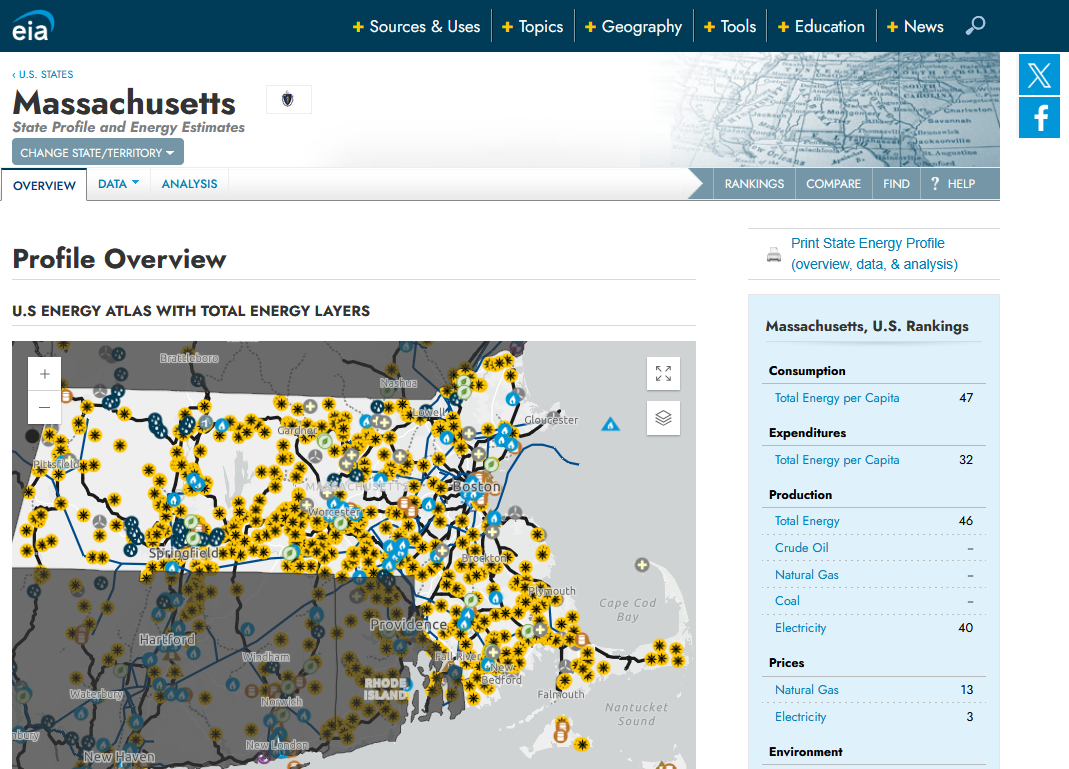 eia
+ Sources & Uses
+ Topics
+ Geography
+ Tools
+ Education
+ News
‹ U.S. STATES
Massachusetts
State Profile and Energy Estimates
CHANGE STATE/TERRITORY
OVERVIEW
DATA
ANALYSIS
RANKINGS
COMPARE
FIND
? HELP
Profile Overview
Print State Energy Profile
(overview, data, & analysis)
U.S ENERGY ATLAS WITH TOTAL ENERGY LAYERS
+
−
Brattleboro
Nashua
Lowell
Gloucester
Gardner
Pittsfield
MASSACHUSETTS
Boston
Worcester
Springfield
Brockton
Plymouth
Cape Cod
Bay
Hartford
Providence
Windham
Fall River
New
Bedford
RHODE
ISLAND
Waterbury
Norwich
Falmouth
Nantucket
Sound
nbury
New London
New Haven
Massachusetts, U.S. Rankings
Consumption
Total Energy per Capita 47
Expenditures
Total Energy per Capita 32
Production
Total Energy 46
Crude Oil –
Natural Gas –
Coal –
Electricity 40
Prices
Natural Gas 13
Electricity 3
Environment